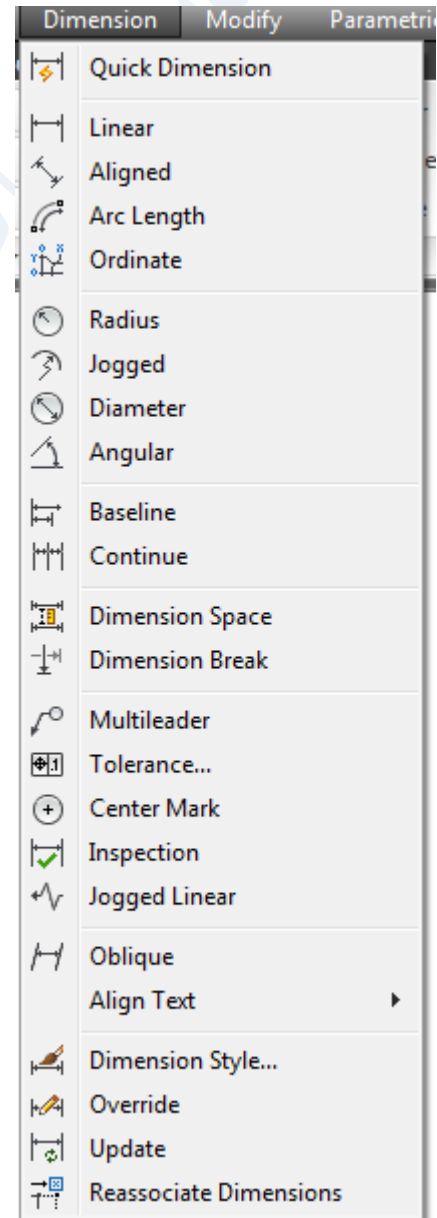 Dimension Modify Parametric
Quick Dimension
Linear
Aligned
Arc Length
Ordinate
Radius
Jogged
Diameter
Angular
Baseline
Continue
Dimension Space
Dimension Break
Multileader
Tolerance...
Center Mark
Inspection
Jogged Linear
Oblique
Align Text
Dimension Style...
Override
Update
Reassociate Dimensions